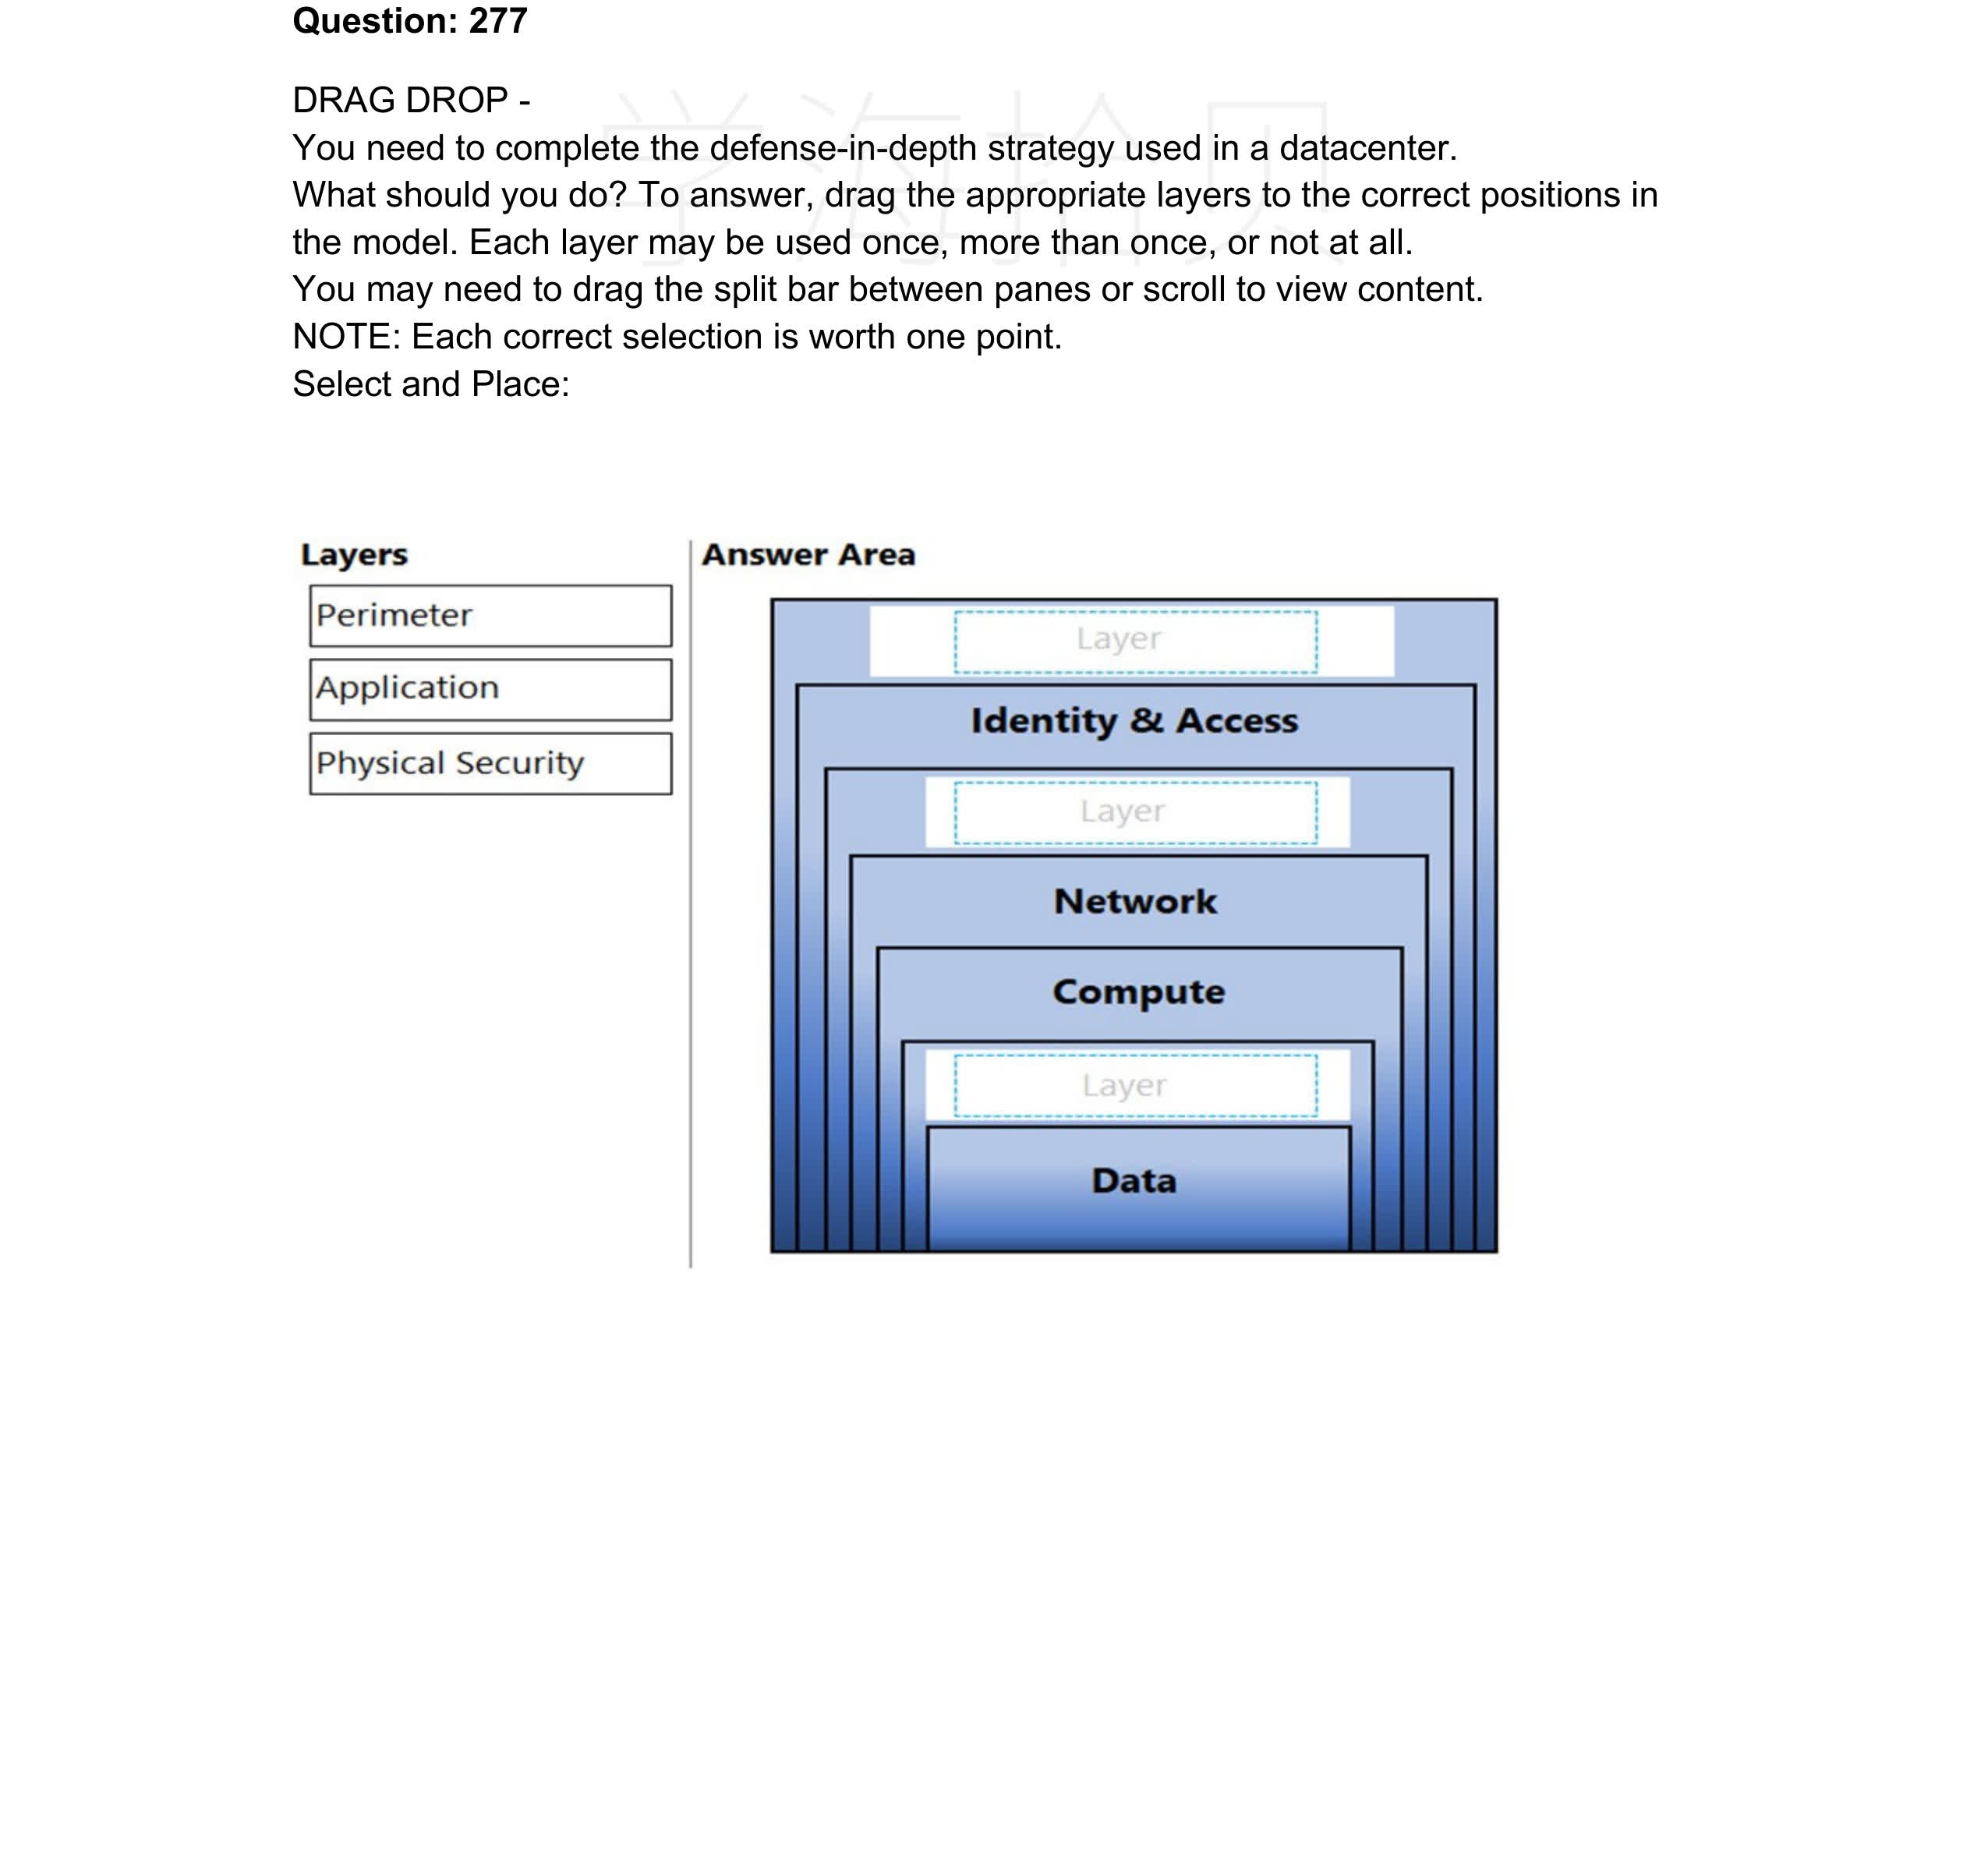 Question: 277
学海拾贝
DRAG DROP -
You need to complete the defense-in-depth strategy used in a datacenter.
What should you do? To answer, drag the appropriate layers to the correct positions in
the model. Each layer may be used once, more than once, or not at all.
You may need to drag the split bar between panes or scroll to view content.
NOTE: Each correct selection is worth one point.
Select and Place:
Layers
Perimeter
Application
Physical Security
Answer Area
Layer
Identity & Access
Layer
Network
Compute
Layer
Data